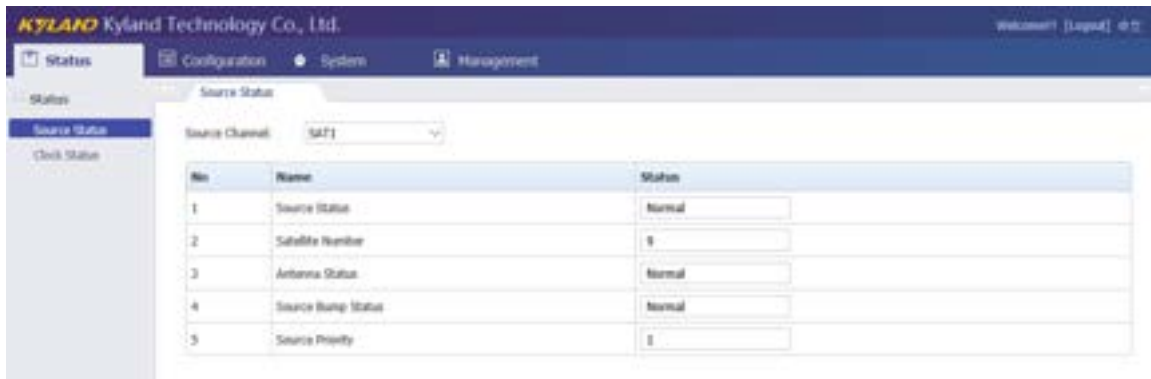 KYLAND Kyland Technology Co., Ltd.
Welcome!! [Logout] 中文
Status Configuration System Management
Status
Source Status
Clock Status
Source Status
Source Channel: SAT1
No Name Status
1 Source Status Normal
2 Satellite Number 9
3 Antenna Status Normal
4 Source Bump Status Normal
5 Source Priority 1